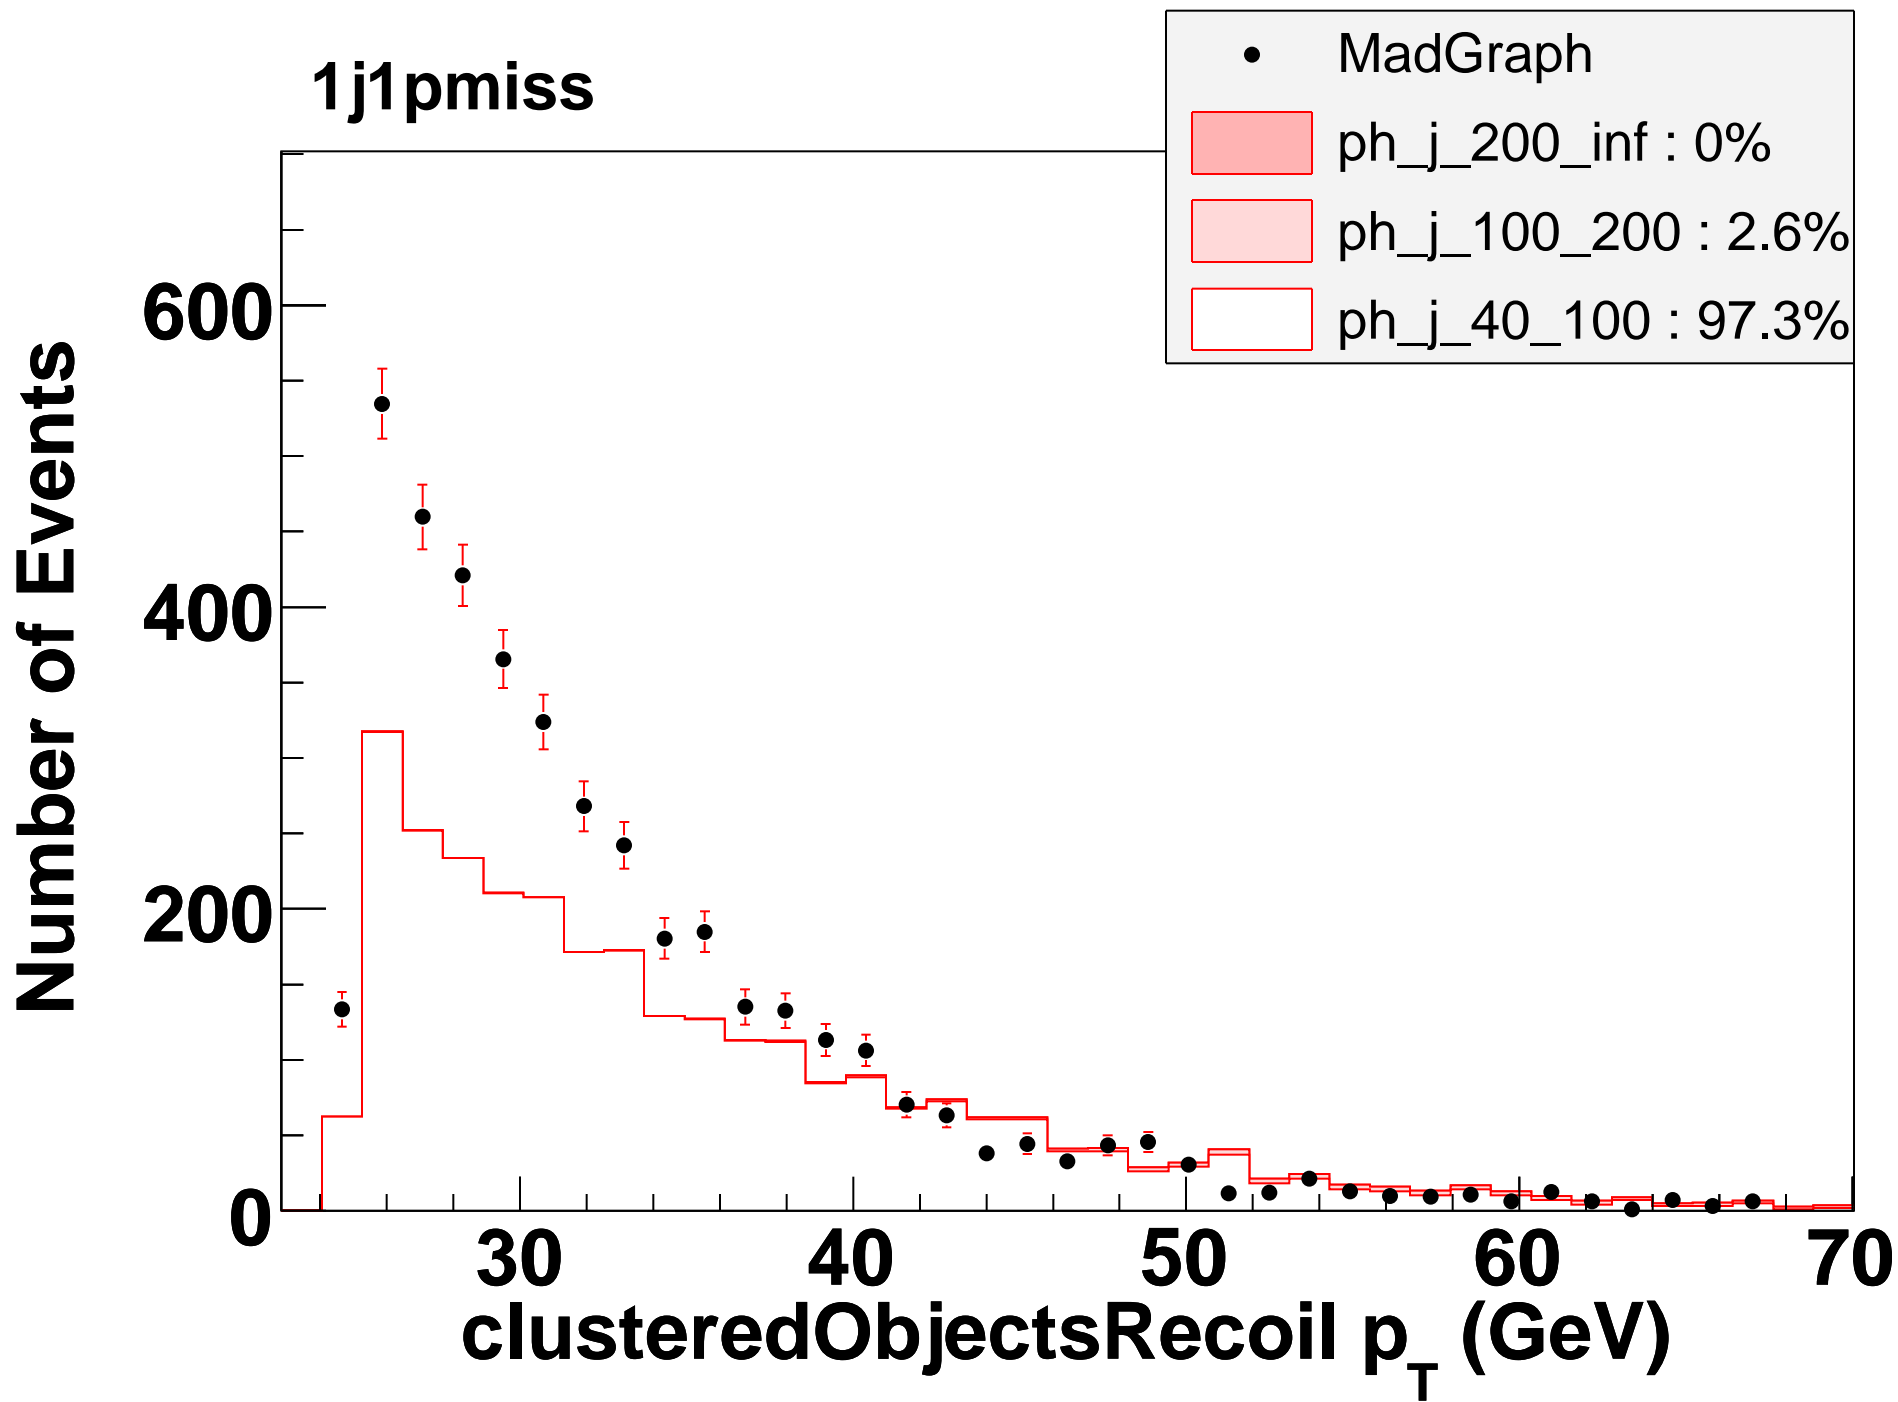 1j1pmiss
MadGraph
ph_j_200_inf : 0%
ph_j_100_200 : 2.6%
ph_j_40_100 : 97.3%
Number of Events
600
400
200
0
30 40 50 60 70
clusteredObjectsRecoil p_T (GeV)